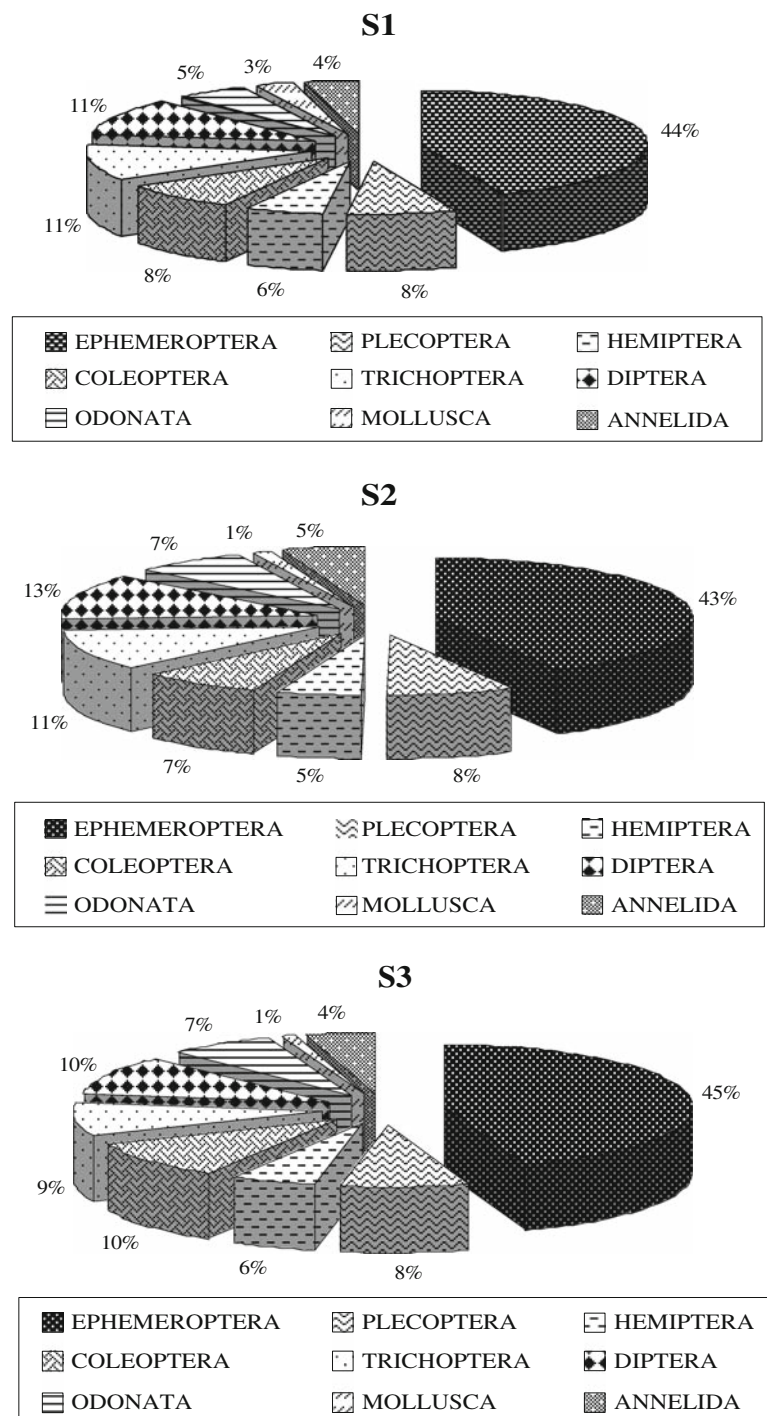 S1
5% 3% 4%
11% 44%
11%
8% 6% 8%
EPHEMEROPTERA PLECOPTERA HEMIPTERA
COLEOPTERA TRICHOPTERA DIPTERA
ODONATA MOLLUSCA ANNELIDA
S2
7% 1% 5%
13% 43%
11%
7% 5% 8%
EPHEMEROPTERA PLECOPTERA HEMIPTERA
COLEOPTERA TRICHOPTERA DIPTERA
ODONATA MOLLUSCA ANNELIDA
S3
7% 1% 4%
10% 45%
9%
10% 6% 8%
EPHEMEROPTERA PLECOPTERA HEMIPTERA
COLEOPTERA TRICHOPTERA DIPTERA
ODONATA MOLLUSCA ANNELIDA